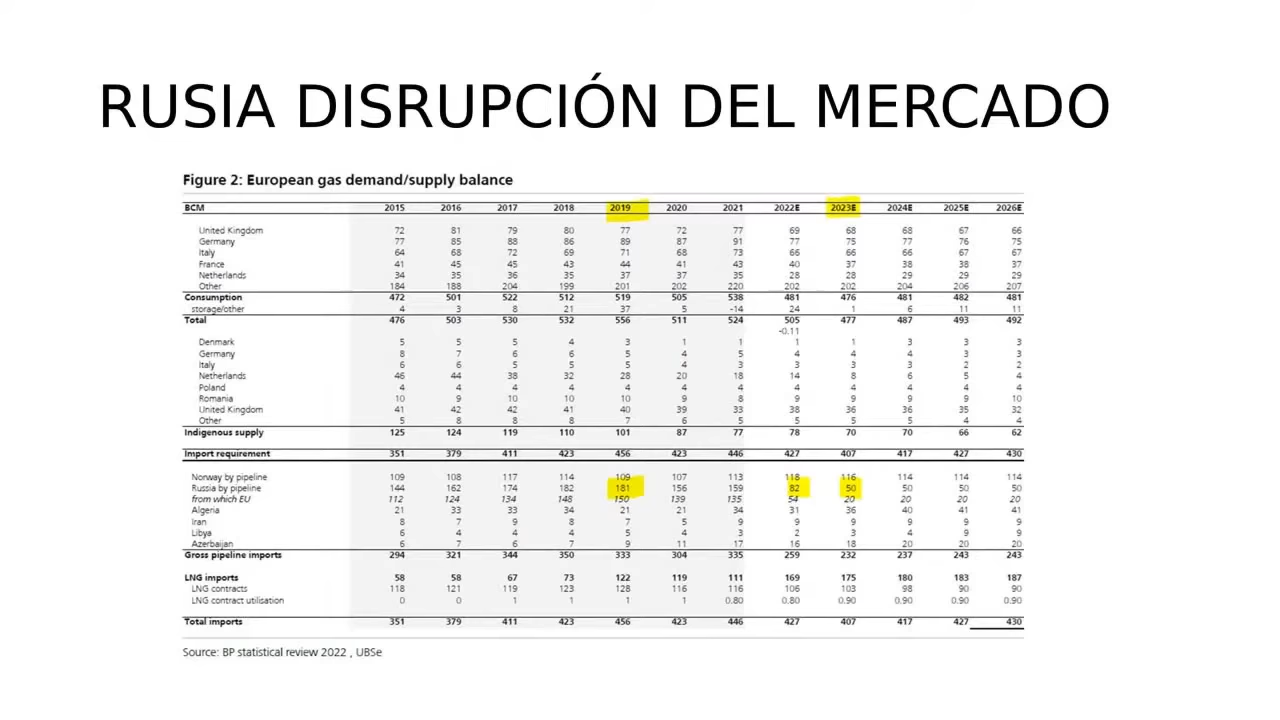 RUSIA DISRUPCIÓN DEL MERCADO
Figure 2: European gas demand/supply balance
BCM 2015 2016 2017 2018 2019 2020 2021 2022E 2023E 2024E 2025E 2026E
United Kingdom 72 81 79 80 77 72 77 69 68 68 67 66
Germany 77 85 88 86 89 87 91 77 75 77 76 75
Italy 64 68 72 69 71 68 73 66 66 66 67 67
France 41 45 45 43 44 41 43 40 37 38 38 37
Netherlands 34 35 36 35 37 37 35 28 28 29 29 29
Other 184 188 204 199 201 202 220 202 202 204 206 207
Consumption 472 501 522 512 519 505 538 481 476 481 482 481
storage/other 4 3 8 21 37 5 -14 24 1 6 11 11
Total 476 503 530 532 556 511 524 505 477 487 493 492
-0.11
Denmark 5 5 5 4 3 1 1 1 1 3 3 3
Germany 8 7 6 6 5 4 5 4 4 4 3 3
Italy 6 6 5 5 5 4 3 3 3 3 2 2
Netherlands 46 44 38 32 28 20 18 14 8 6 5 4
Poland 4 4 4 4 4 4 4 4 4 4 4 4
Romania 10 9 10 10 10 9 8 9 9 9 9 10
United Kingdom 41 42 42 41 40 39 33 38 36 36 35 32
Other 5 8 8 8 7 6 5 5 5 5 4 4
Indigenous supply 125 124 119 110 101 87 77 78 70 70 66 62
Import requirement 351 379 411 423 456 423 446 427 407 417 427 430
Norway by pipeline 109 108 117 114 109 107 113 118 116 114 114 114
Russia by pipeline 144 162 174 182 181 156 159 82 50 50 50 50
from which EU 112 124 134 148 150 139 135 54 20 20 20 20
Algeria 21 33 33 34 21 21 34 31 36 40 41 41
Iran 8 7 9 8 7 5 9 9 9 9 9 9
Libya 6 4 4 4 5 4 3 2 3 4 9 9
Azerbaijan 6 7 6 7 9 11 17 16 18 20 20 20
Gross pipeline imports 294 321 344 350 333 304 335 259 232 237 243 243
LNG imports 58 58 67 73 122 119 111 169 175 180 183 187
LNG contracts 118 121 119 123 128 116 116 106 103 98 90 90
LNG contract utilisation 0 0 1 1 1 1 0.80 0.80 0.90 0.90 0.90 0.90
Total imports 351 379 411 423 456 423 446 427 407 417 427 430
Source: BP statistical review 2022 , UBSe